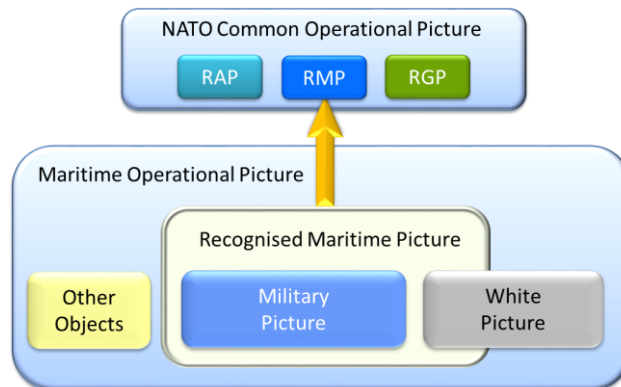 NATO Common Operational Picture
RAP
RMP
RGP
Maritime Operational Picture
Recognised Maritime Picture
Other
Objects
Military
Picture
White
Picture